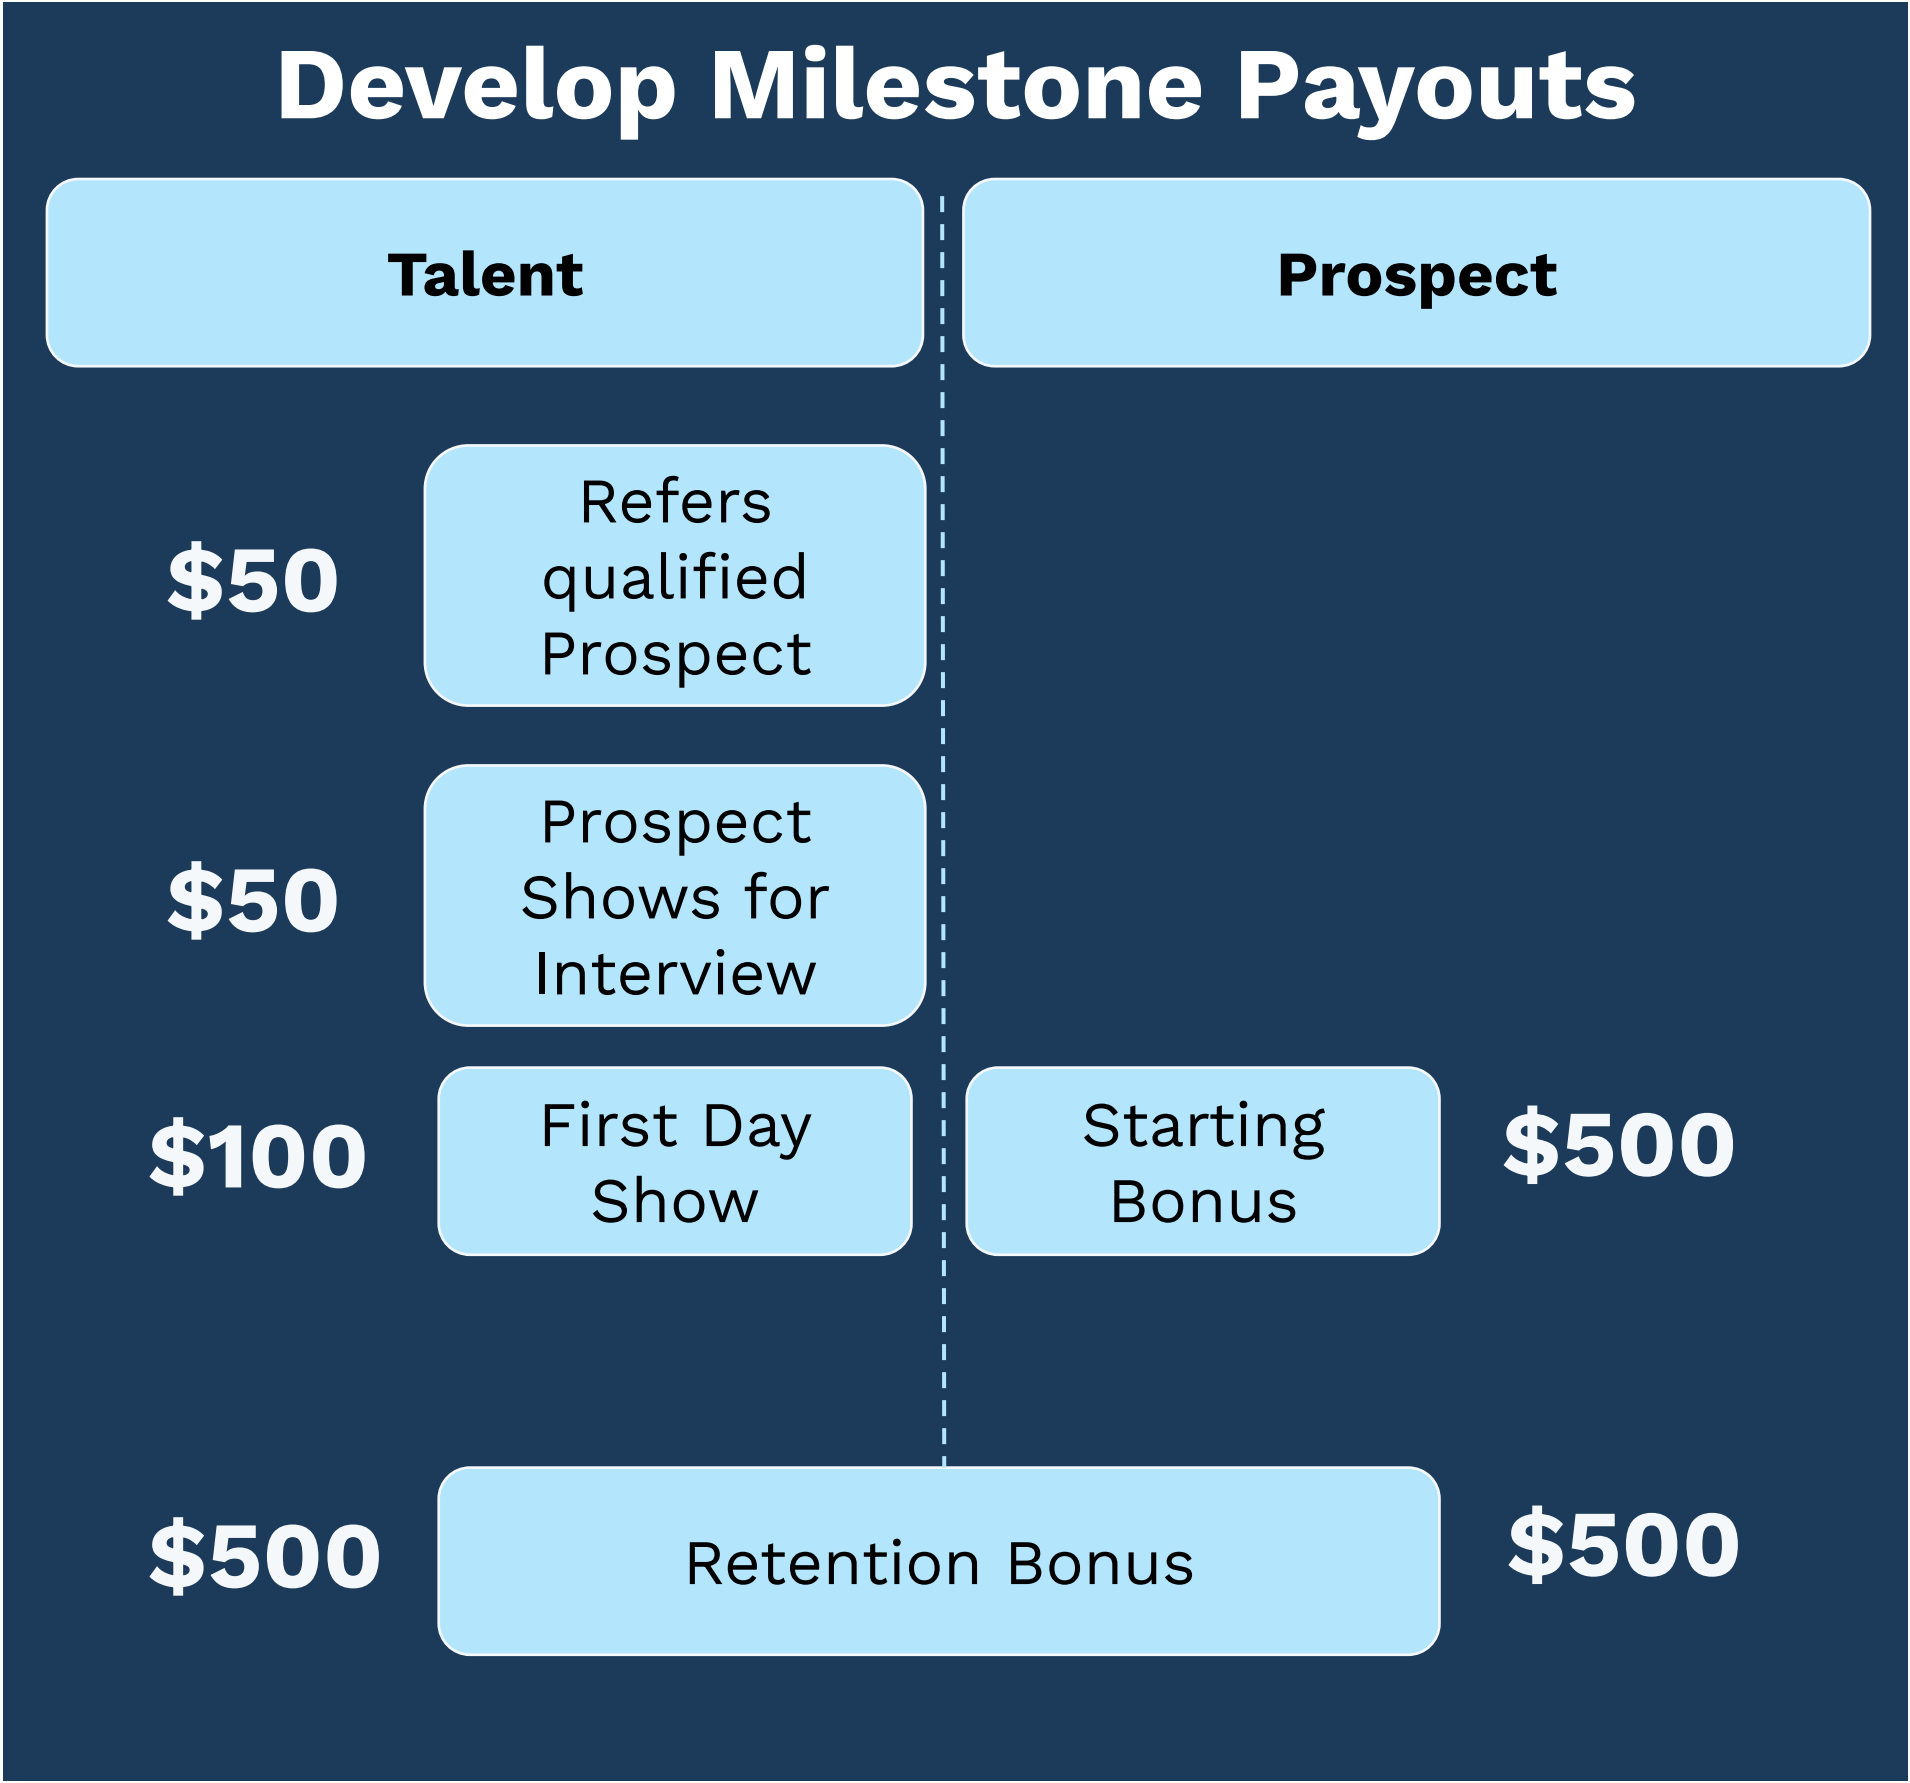 Develop Milestone Payouts
Talent
Prospect
$50
Refers
qualified
Prospect
$50
Prospect
Shows for
Interview
$100
First Day
Show
Starting
Bonus
$500
$500
Retention Bonus
$500